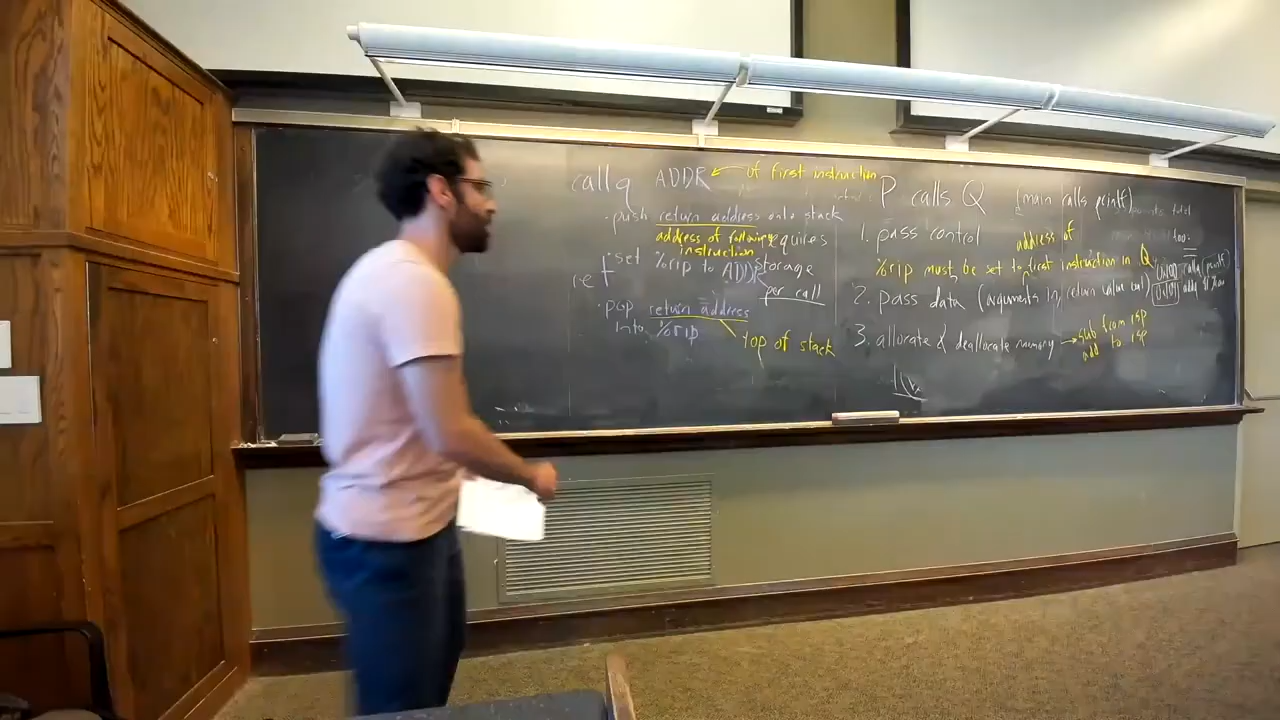 callq ADDR ← of first instruction
· push return address onto stack
address of following instruction
requires storage per call
· set %rip to ADDR
ret
· pop return address
into %rip
top of stack
P calls Q (main calls printf)
1. pass control
address of
%rip must be set to first instruction in Q
2. pass data (arguments in, return value out)
callq printf
3. allocate & deallocate memory → sub from rsp
add to rsp